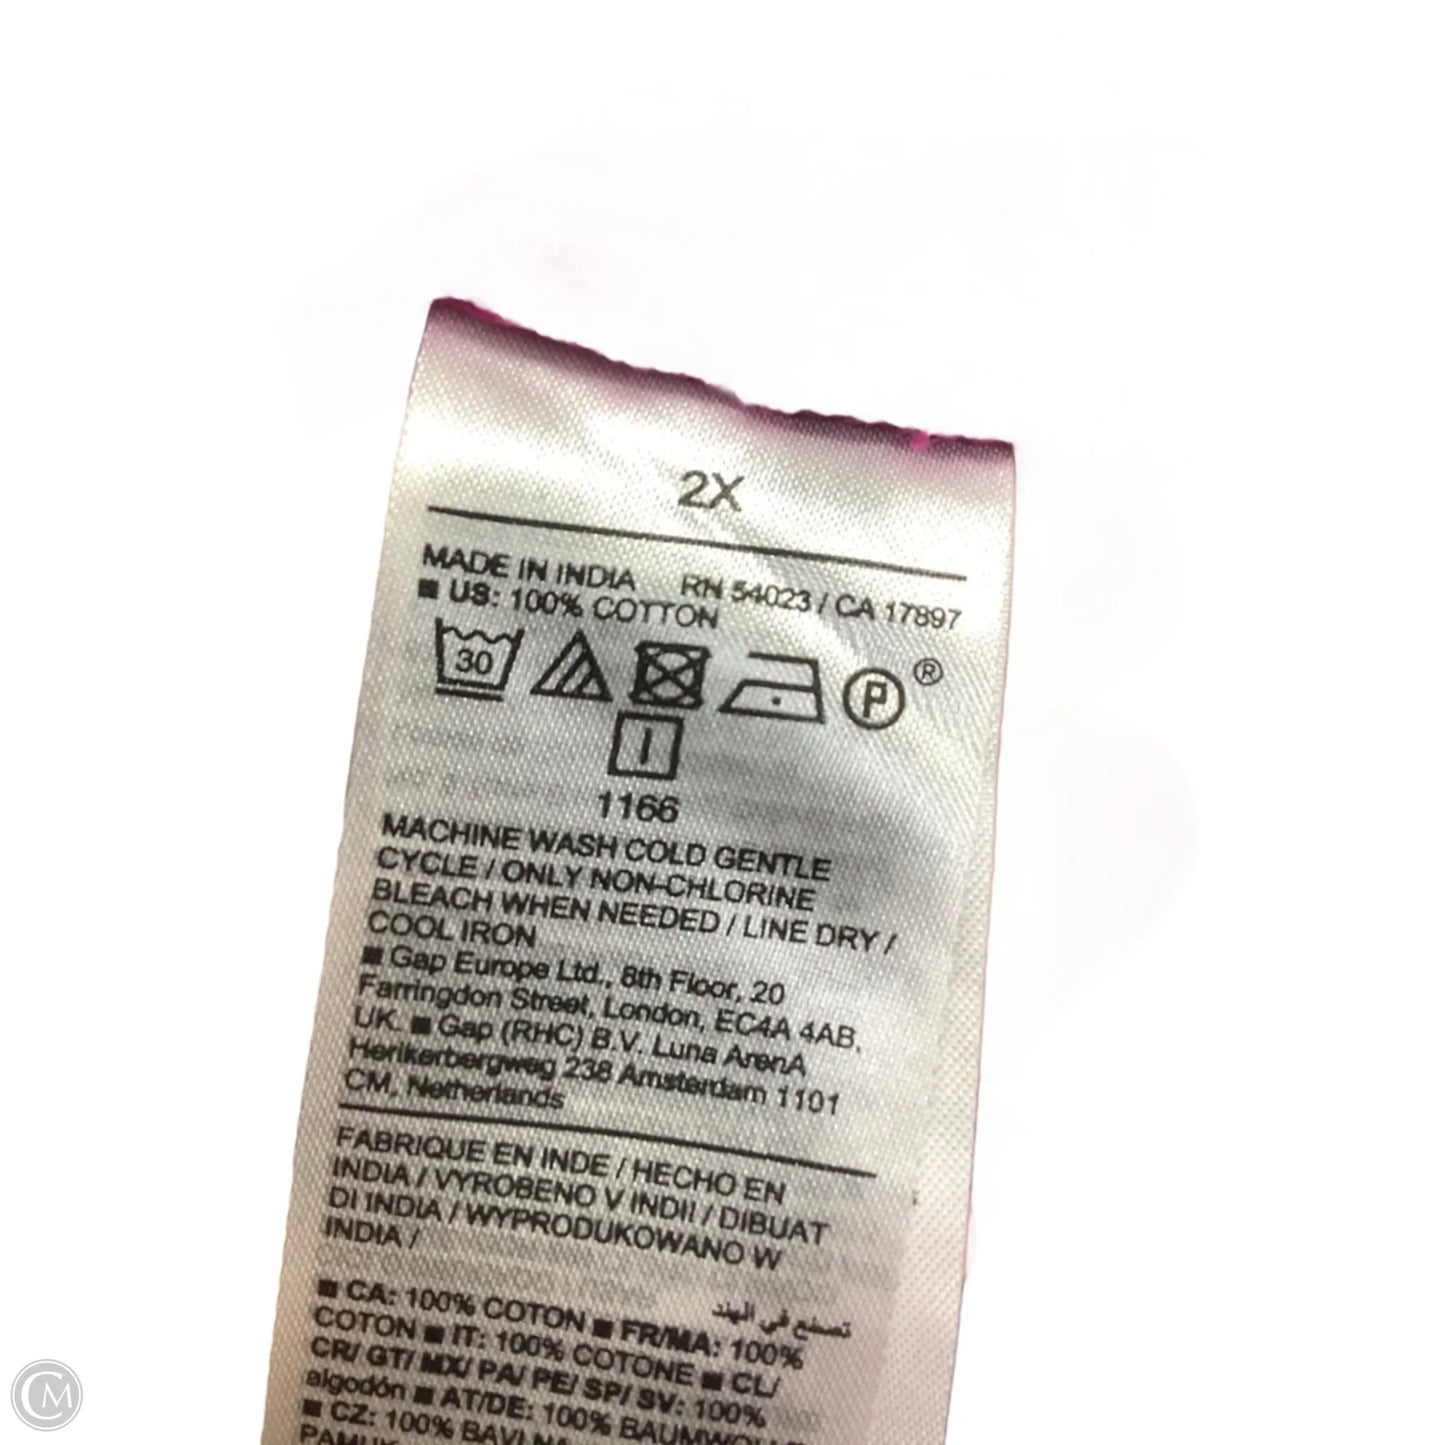 2X
MADE IN INDIA RN 54023 / CA 17897
■ US: 100% COTTON
30 P ®
1166
MACHINE WASH COLD GENTLE
CYCLE / ONLY NON-CHLORINE
BLEACH WHEN NEEDED / LINE DRY /
COOL IRON
■ Gap Europe Ltd., 8th Floor, 20
Farringdon Street, London, EC4A 4AB,
UK. ■ Gap (RHC) B.V. Luna ArenA
Herikerbergweg 238 Amsterdam 1101
CM, Netherlands
FABRIQUE EN INDE / HECHO EN
INDIA / VYROBENO V INDII / DIBUAT
DI INDIA / WYPRODUKOWANO W
INDIA /
تصنع في الهند
■ CA: 100% COTON ■ FR/MA: 100%
COTON ■ IT: 100% COTONE ■ CL/
CR/ GT/ MX/ PA/ PE/ SP/ SV: 100%
algodón ■ AT/DE: 100% BAUMWOLLE
■ CZ: 100% BAVLNA
PAMUK
CM